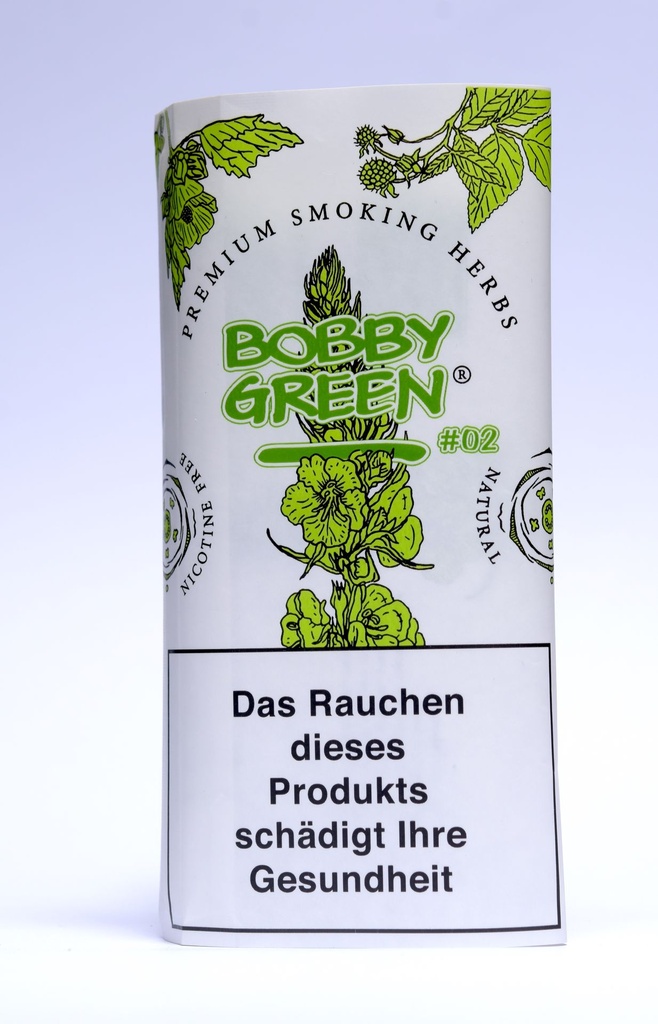 PREMIUM SMOKING HERBS
BOBBY
GREEN®
#02
NICOTINE FREE
NATURAL
Das Rauchen
dieses
Produkts
schädigt Ihre
Gesundheit